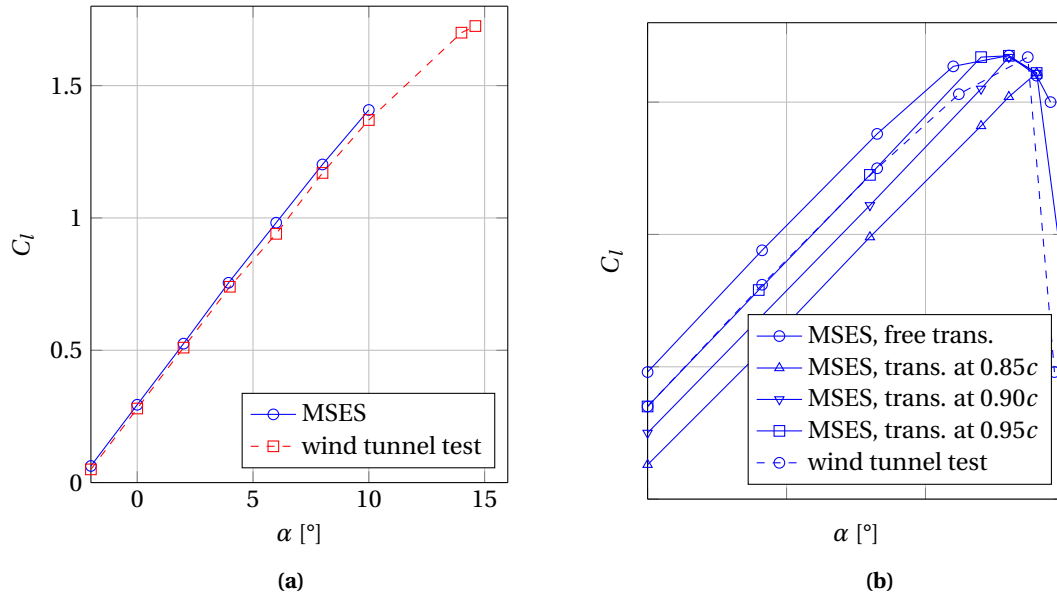 1.5
1
0.5
0
C_l
0
5
10
15
α [°]
MSES
wind tunnel test
(a)
C_l
MSES, free trans.
MSES, trans. at 0.85c
MSES, trans. at 0.90c
MSES, trans. at 0.95c
wind tunnel test
α [°]
(b)